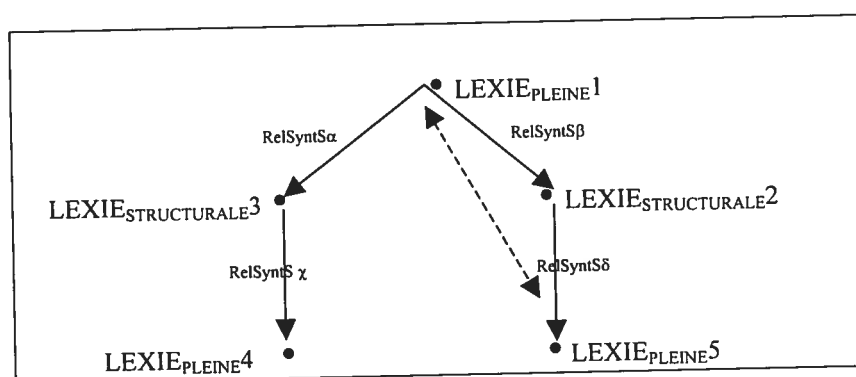 LEXIE_PLEINE1
RelSyntSα RelSyntSβ
LEXIE_STRUCTURALE3 LEXIE_STRUCTURALE2
RelSyntS χ RelSyntSδ
LEXIE_PLEINE4 LEXIE_PLEINE5